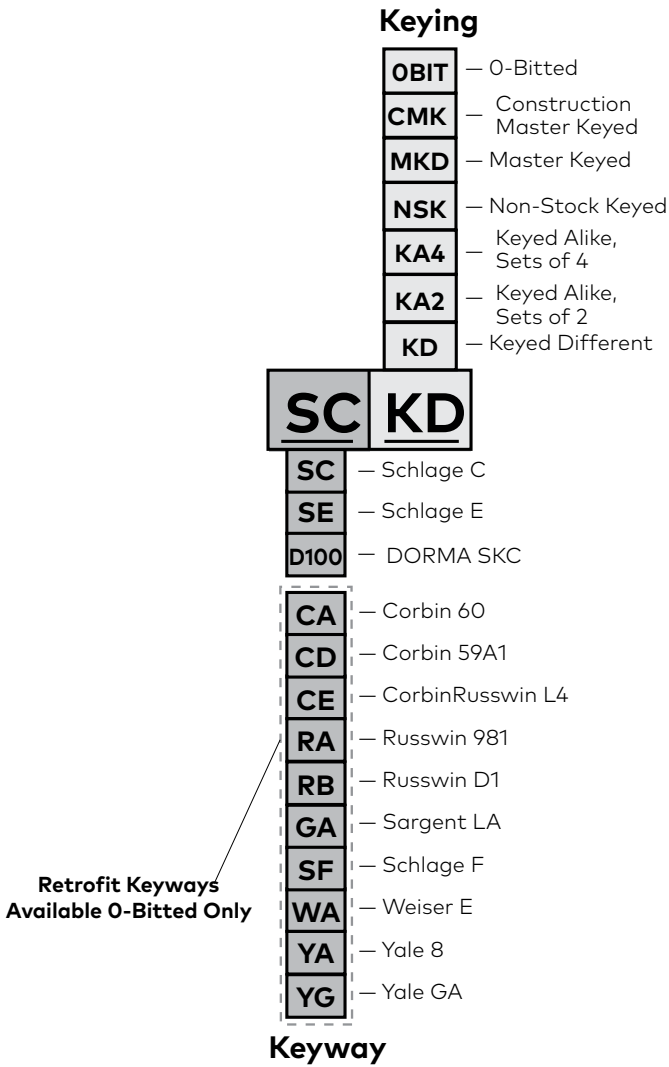 Keying
0BIT — 0-Bitted
CMK — Construction
Master Keyed
MKD — Master Keyed
NSK — Non-Stock Keyed
KA4 — Keyed Alike,
Sets of 4
KA2 — Keyed Alike,
Sets of 2
KD — Keyed Different
SC KD
SC — Schlage C
SE — Schlage E
D100 — DORMA SKC
CA — Corbin 60
CD — Corbin 59A1
CE — CorbinRusswin L4
RA — Russwin 981
RB — Russwin D1
GA — Sargent LA
SF — Schlage F
WA — Weiser E
YA — Yale 8
YG — Yale GA
Retrofit Keyways
Available 0-Bitted Only
Keyway